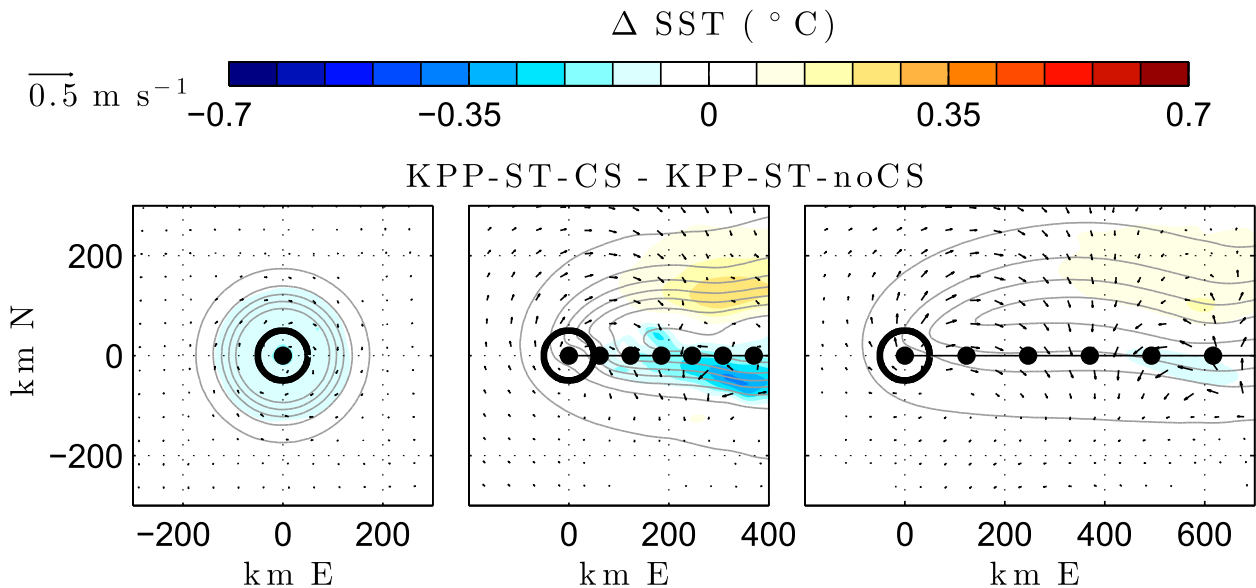 Δ SST ( ° C)
0.5 m s⁻¹
−0.7 −0.35 0 0.35 0.7
KPP-ST-CS - KPP-ST-noCS
km N
200
0
−200
−200 0 200 0 200 400 0 200 400 600
km E km E km E